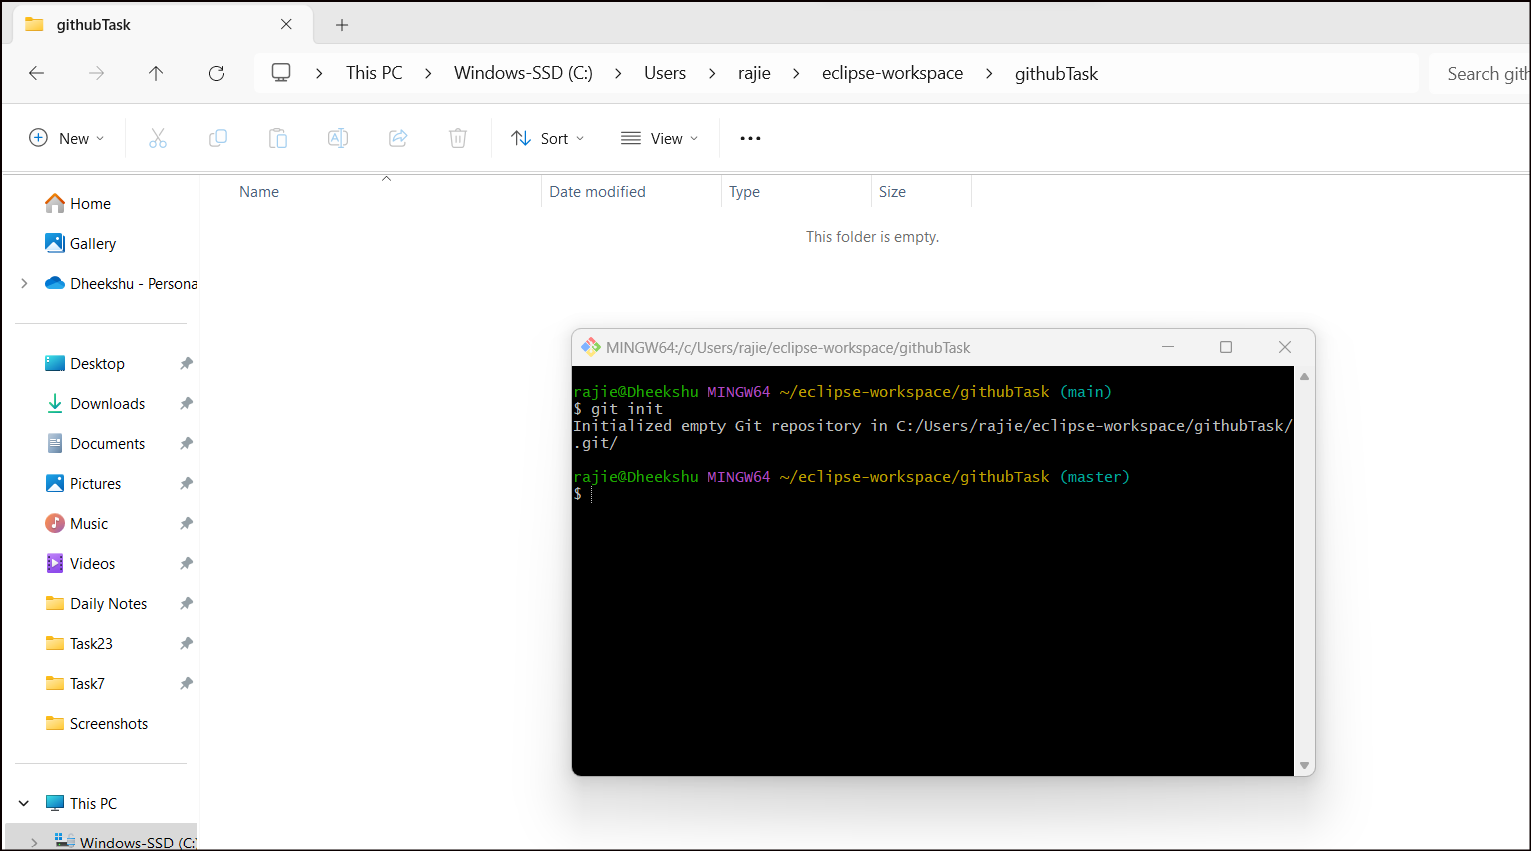 githubTask
This PC
Windows-SSD (C:)
Users
rajie
eclipse-workspace
githubTask
Search gith
New
Sort
View
Name
Date modified
Type
Size
This folder is empty.
Home
Gallery
Dheekshu - Persona
Desktop
Downloads
Documents
Pictures
Music
Videos
Daily Notes
Task23
Task7
Screenshots
This PC
Windows-SSD (C:
MINGW64:/c/Users/rajie/eclipse-workspace/githubTask
rajie@Dheekshu MINGW64 ~/eclipse-workspace/githubTask (main)
$ git init
Initialized empty Git repository in C:/Users/rajie/eclipse-workspace/githubTask/
.git/
rajie@Dheekshu MINGW64 ~/eclipse-workspace/githubTask (master)
$